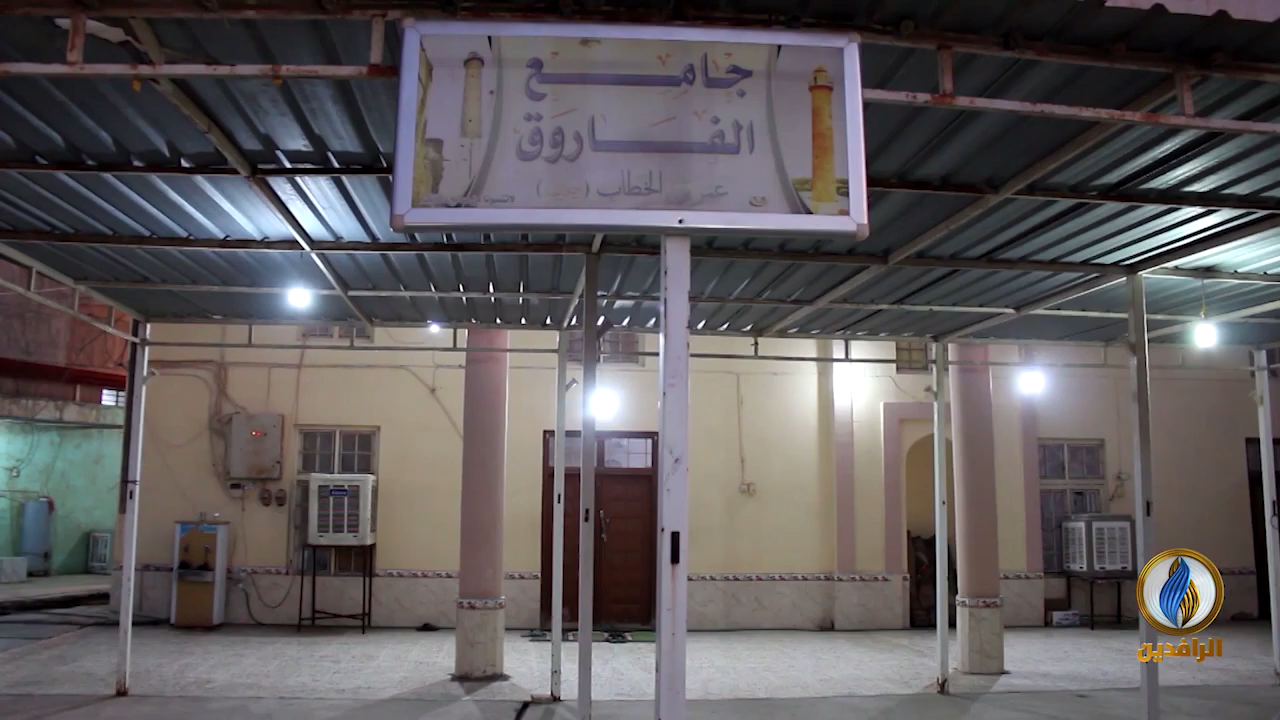 جامع
الفاروق
عمر بن الخطاب
الرافدين